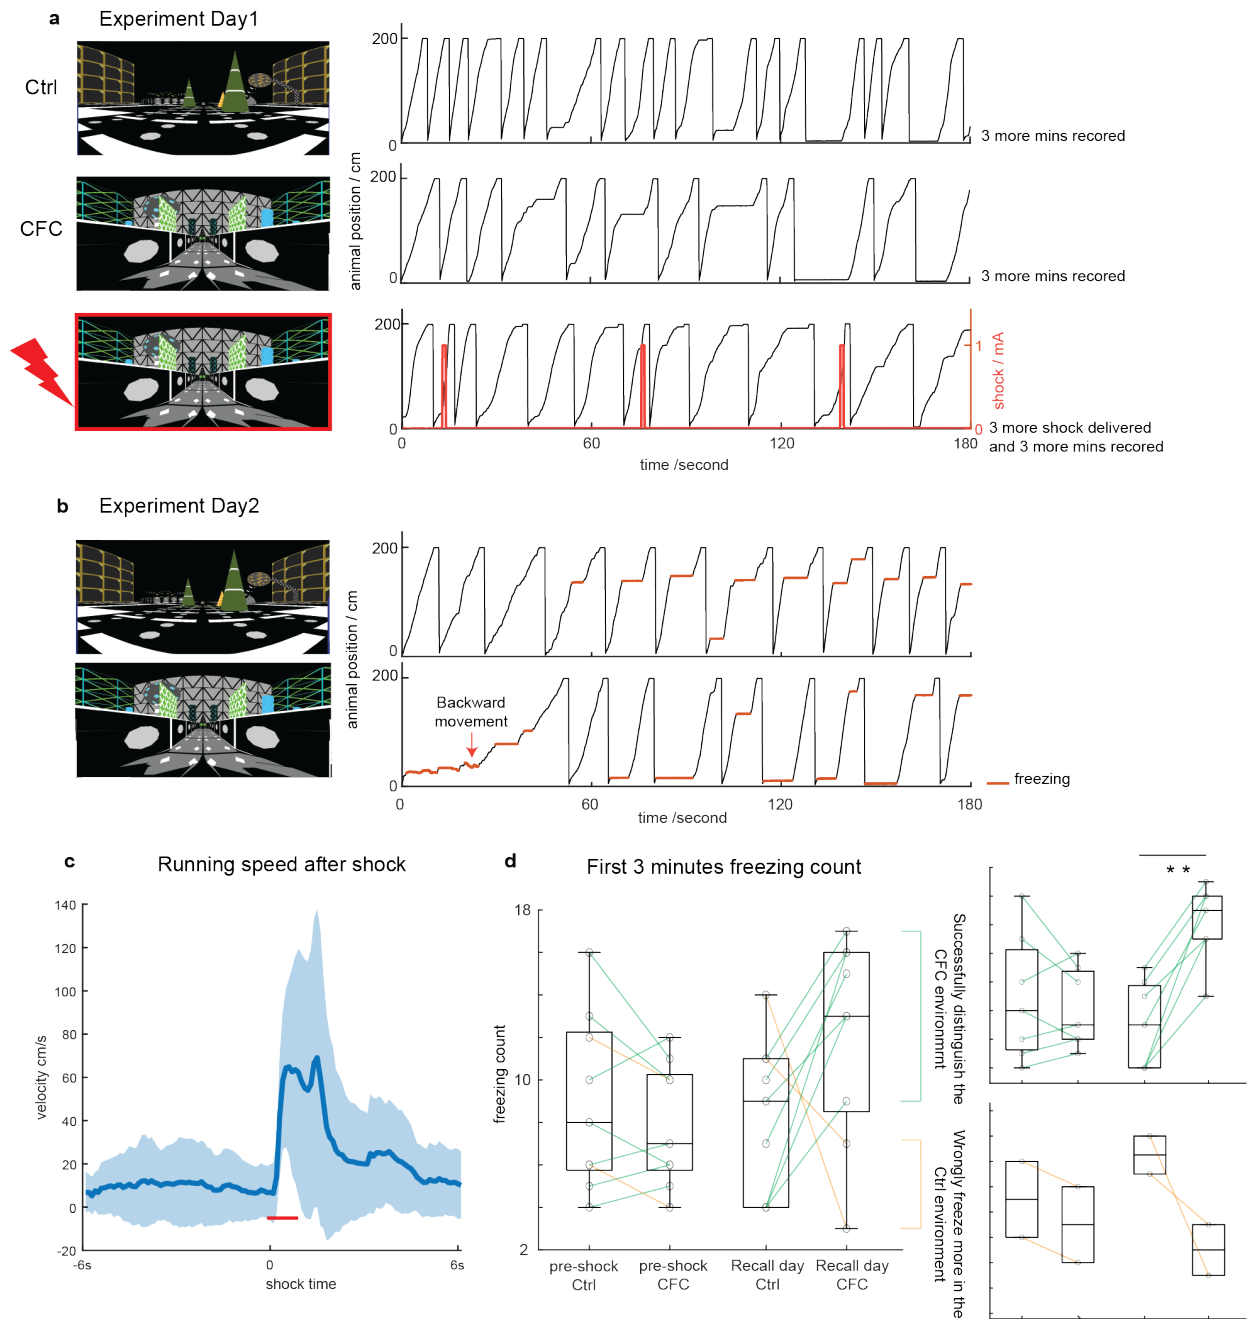 a Experiment Day1
Ctrl
CFC
animal position / cm
200
0
3 more mins recored
200
0
3 more mins recored
200
0
0
60
120
180
time /second
1
0
shock / mA
3 more shock delivered
and 3 more mins recored
b Experiment Day2
animal position / cm
200
0
200
0
Backward
movement
freezing
0
60
120
180
time /second
c Running speed after shock
velocity cm/s
140
120
100
80
60
40
20
0
-20
-6s
0
6s
shock time
d First 3 minutes freezing count
freezing count
18
10
2
pre-shock
Ctrl
pre-shock
CFC
Recall day
Ctrl
Recall day
CFC
Successfully distinguish the
CFC environmrnt
Wrongly freeze more in the
Ctrl environment
* *